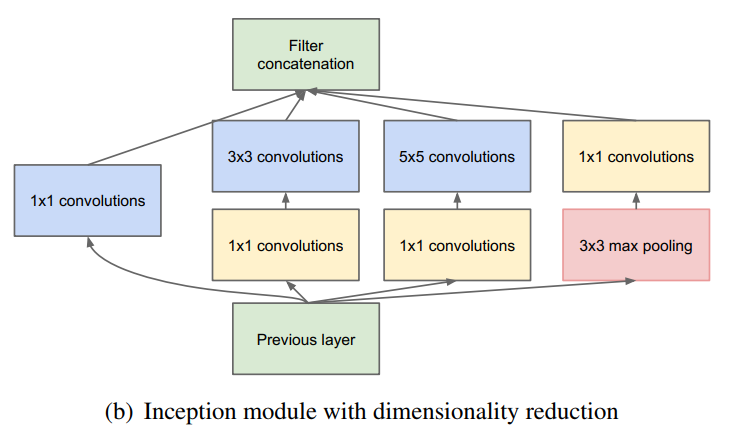 Filter
concatenation
3x3 convolutions
5x5 convolutions
1x1 convolutions
1x1 convolutions
1x1 convolutions
1x1 convolutions
3x3 max pooling
Previous layer
(b) Inception module with dimensionality reduction